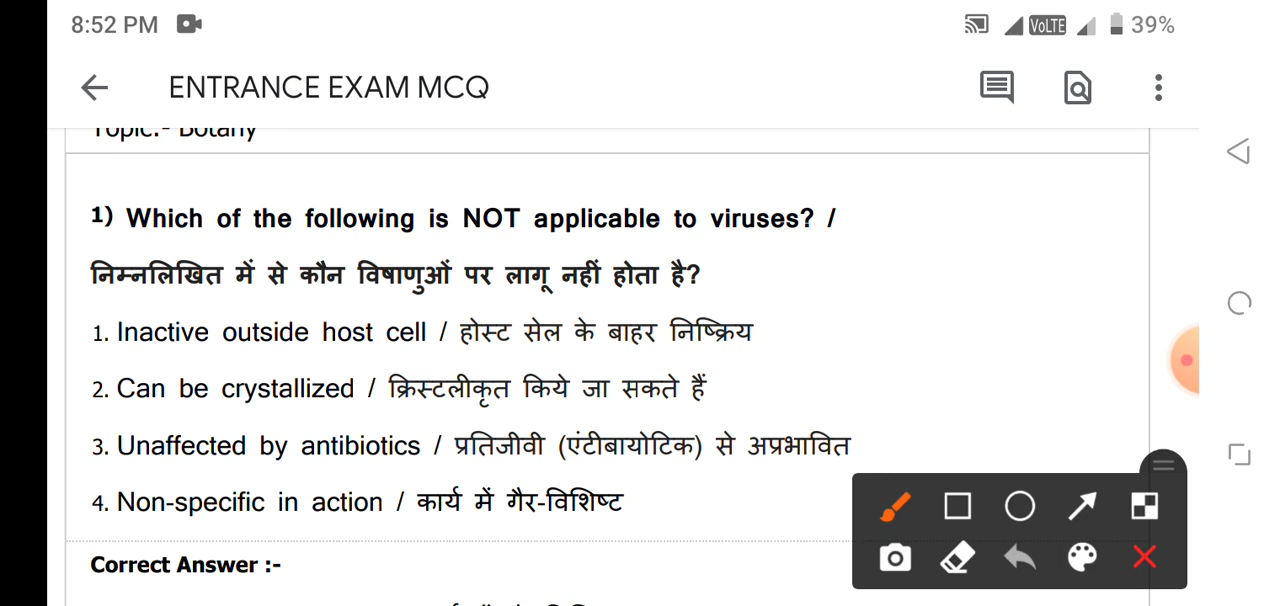 8:52 PM VoLTE 39%
ENTRANCE EXAM MCQ
Topic:- Botany
1) Which of the following is NOT applicable to viruses? /
निम्नलिखित में से कौन विषाणुओं पर लागू नहीं होता है?
1. Inactive outside host cell / होस्ट सेल के बाहर निष्क्रिय
2. Can be crystallized / क्रिस्टलीकृत किये जा सकते हैं
3. Unaffected by antibiotics / प्रतिजीवी (एंटीबायोटिक) से अप्रभावित
4. Non-specific in action / कार्य में गैर-विशिष्ट
Correct Answer :-